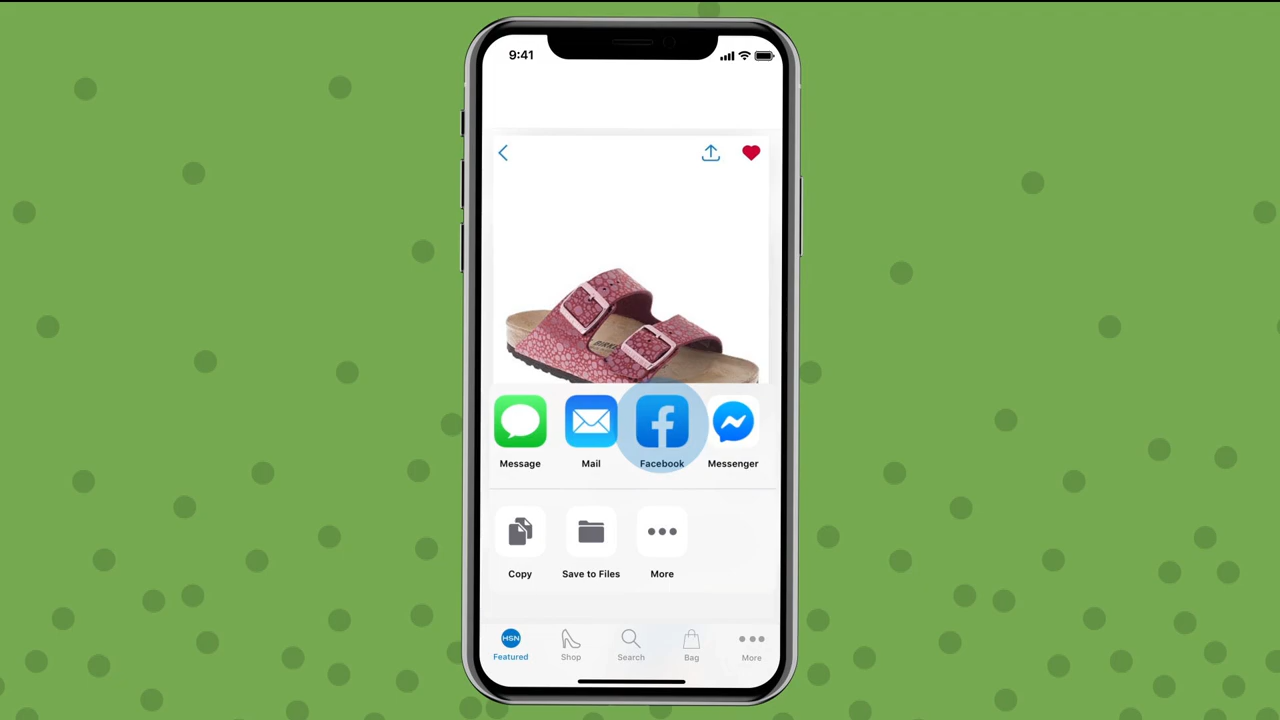 9:41
Message
Mail
Facebook
Messenger
Copy
Save to Files
More
HSN
Featured
Shop
Search
Bag
More